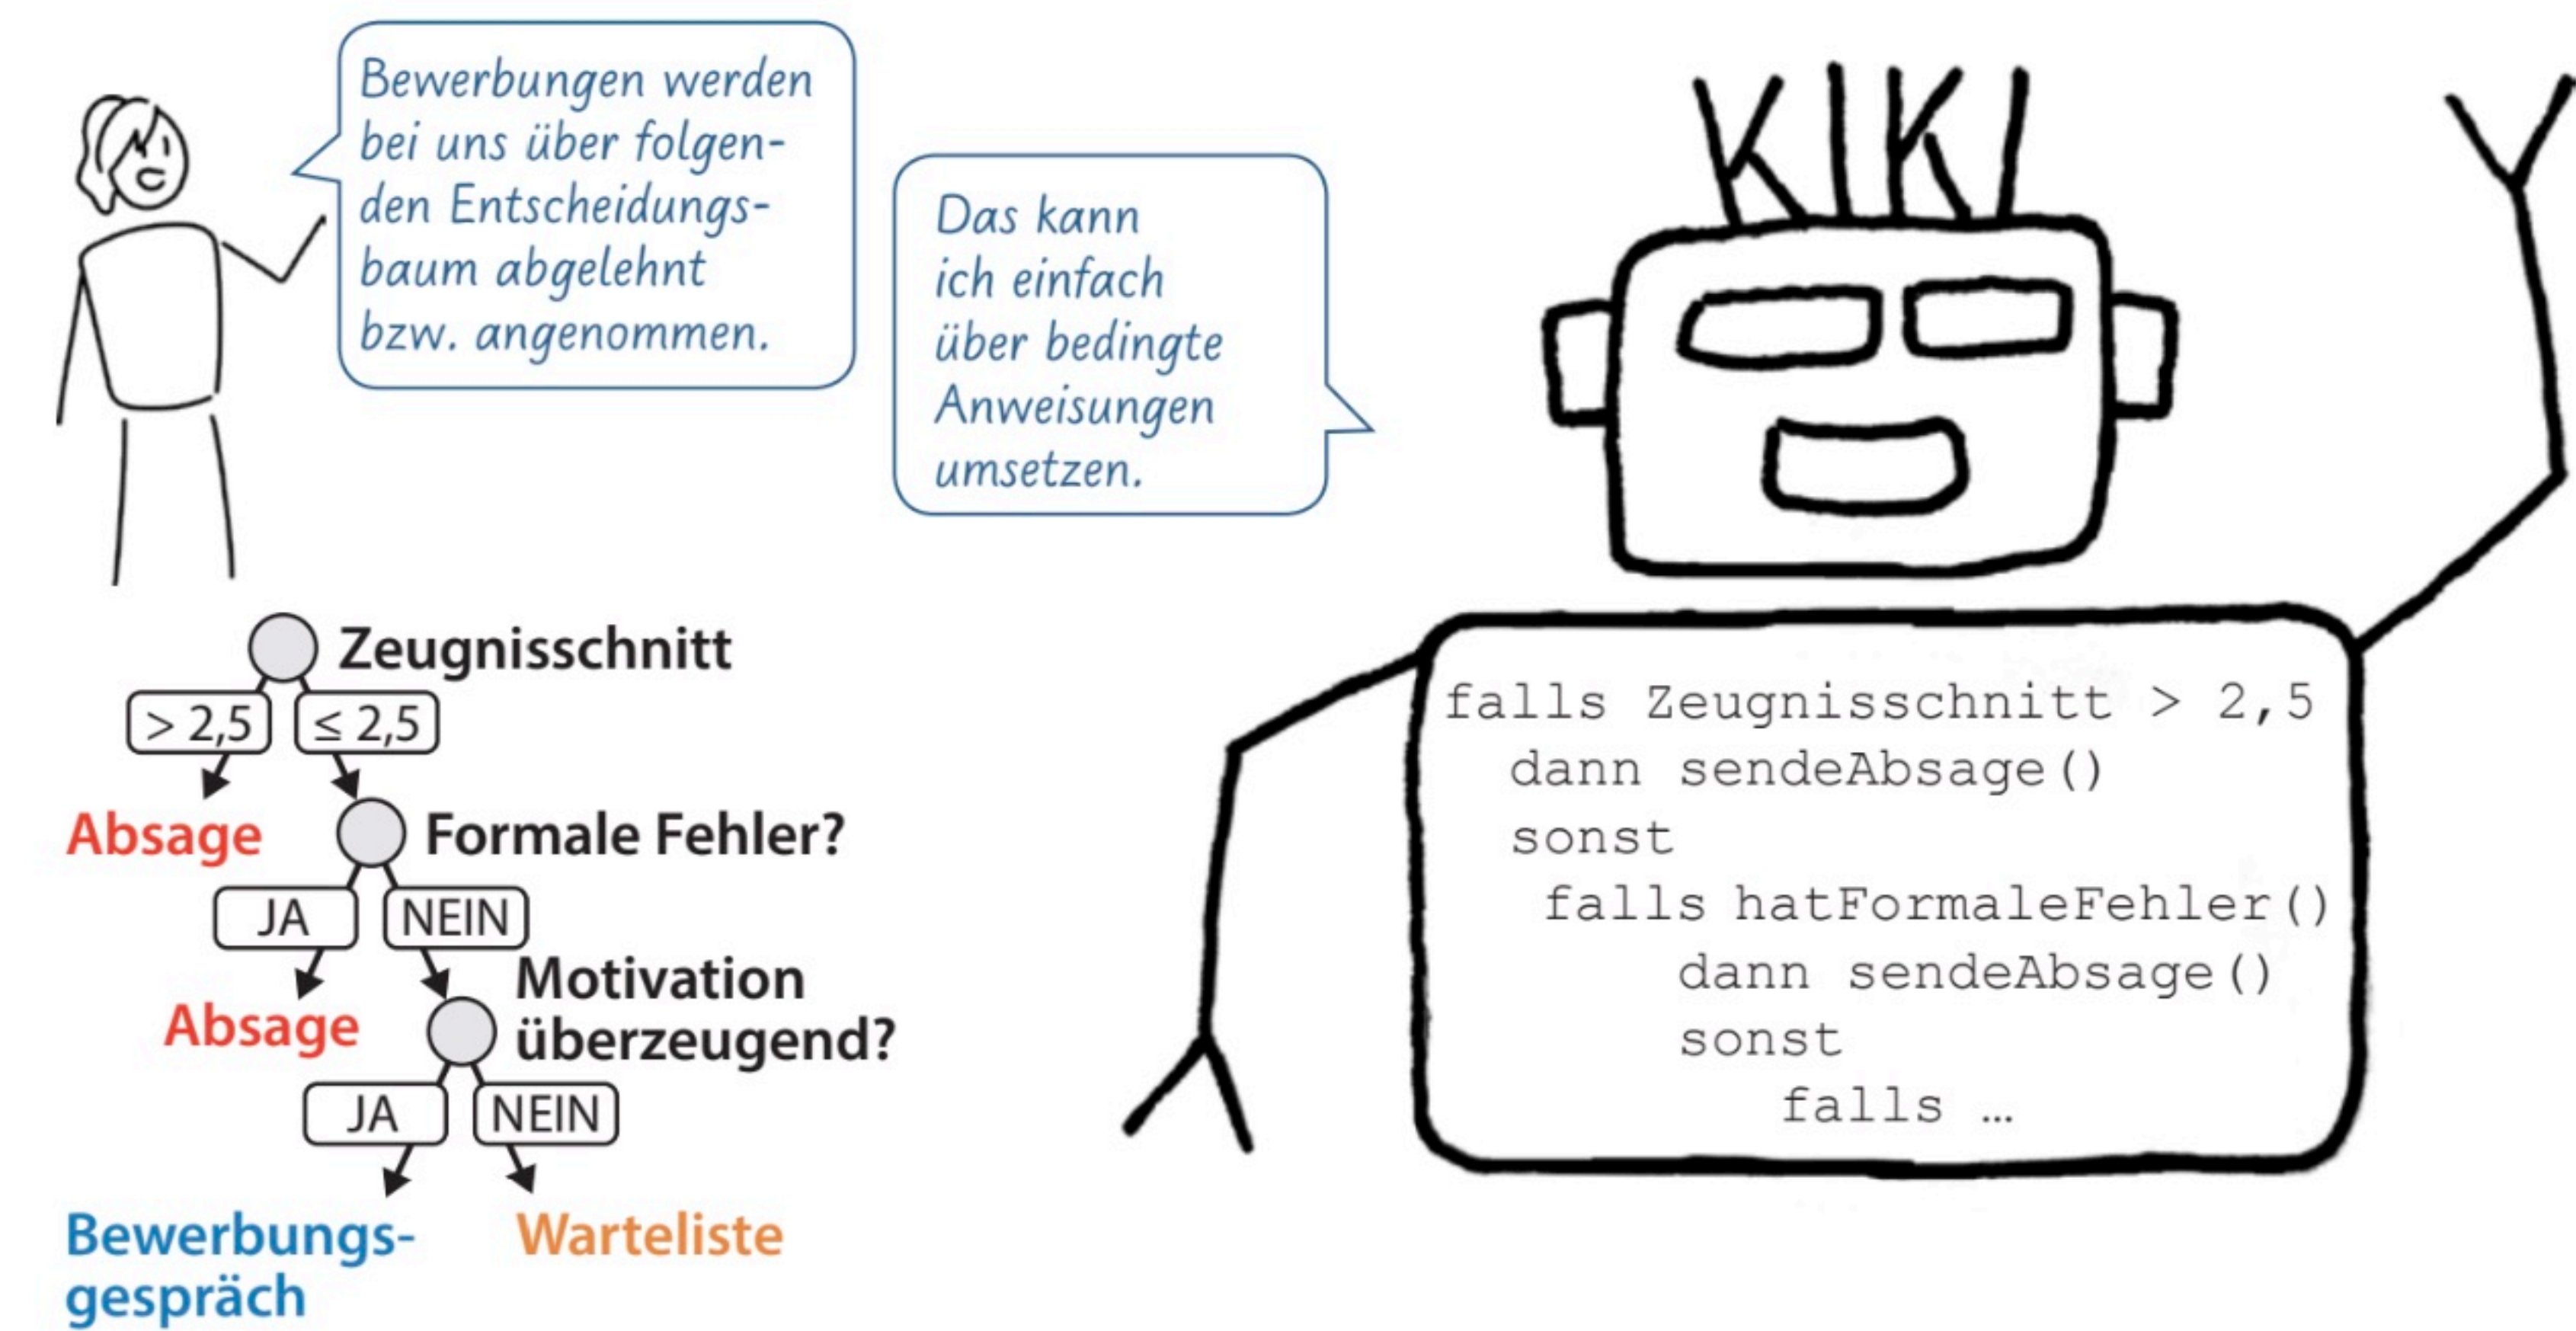 Bewerbungen werden
bei uns über folgen-
den Entscheidungs-
baum abgelehnt
bzw. angenommen.
Das kann
ich einfach
über bedingte
Anweisungen
umsetzen.
KIKI
Zeugnisschnitt
> 2,5 ≤ 2,5
Absage
Formale Fehler?
JA NEIN
Absage
Motivation
überzeugend?
JA NEIN
Bewerbungs-
gespräch
Warteliste
falls Zeugnisschnitt > 2,5
dann sendeAbsage()
sonst
falls hatFormaleFehler()
dann sendeAbsage()
sonst
falls …